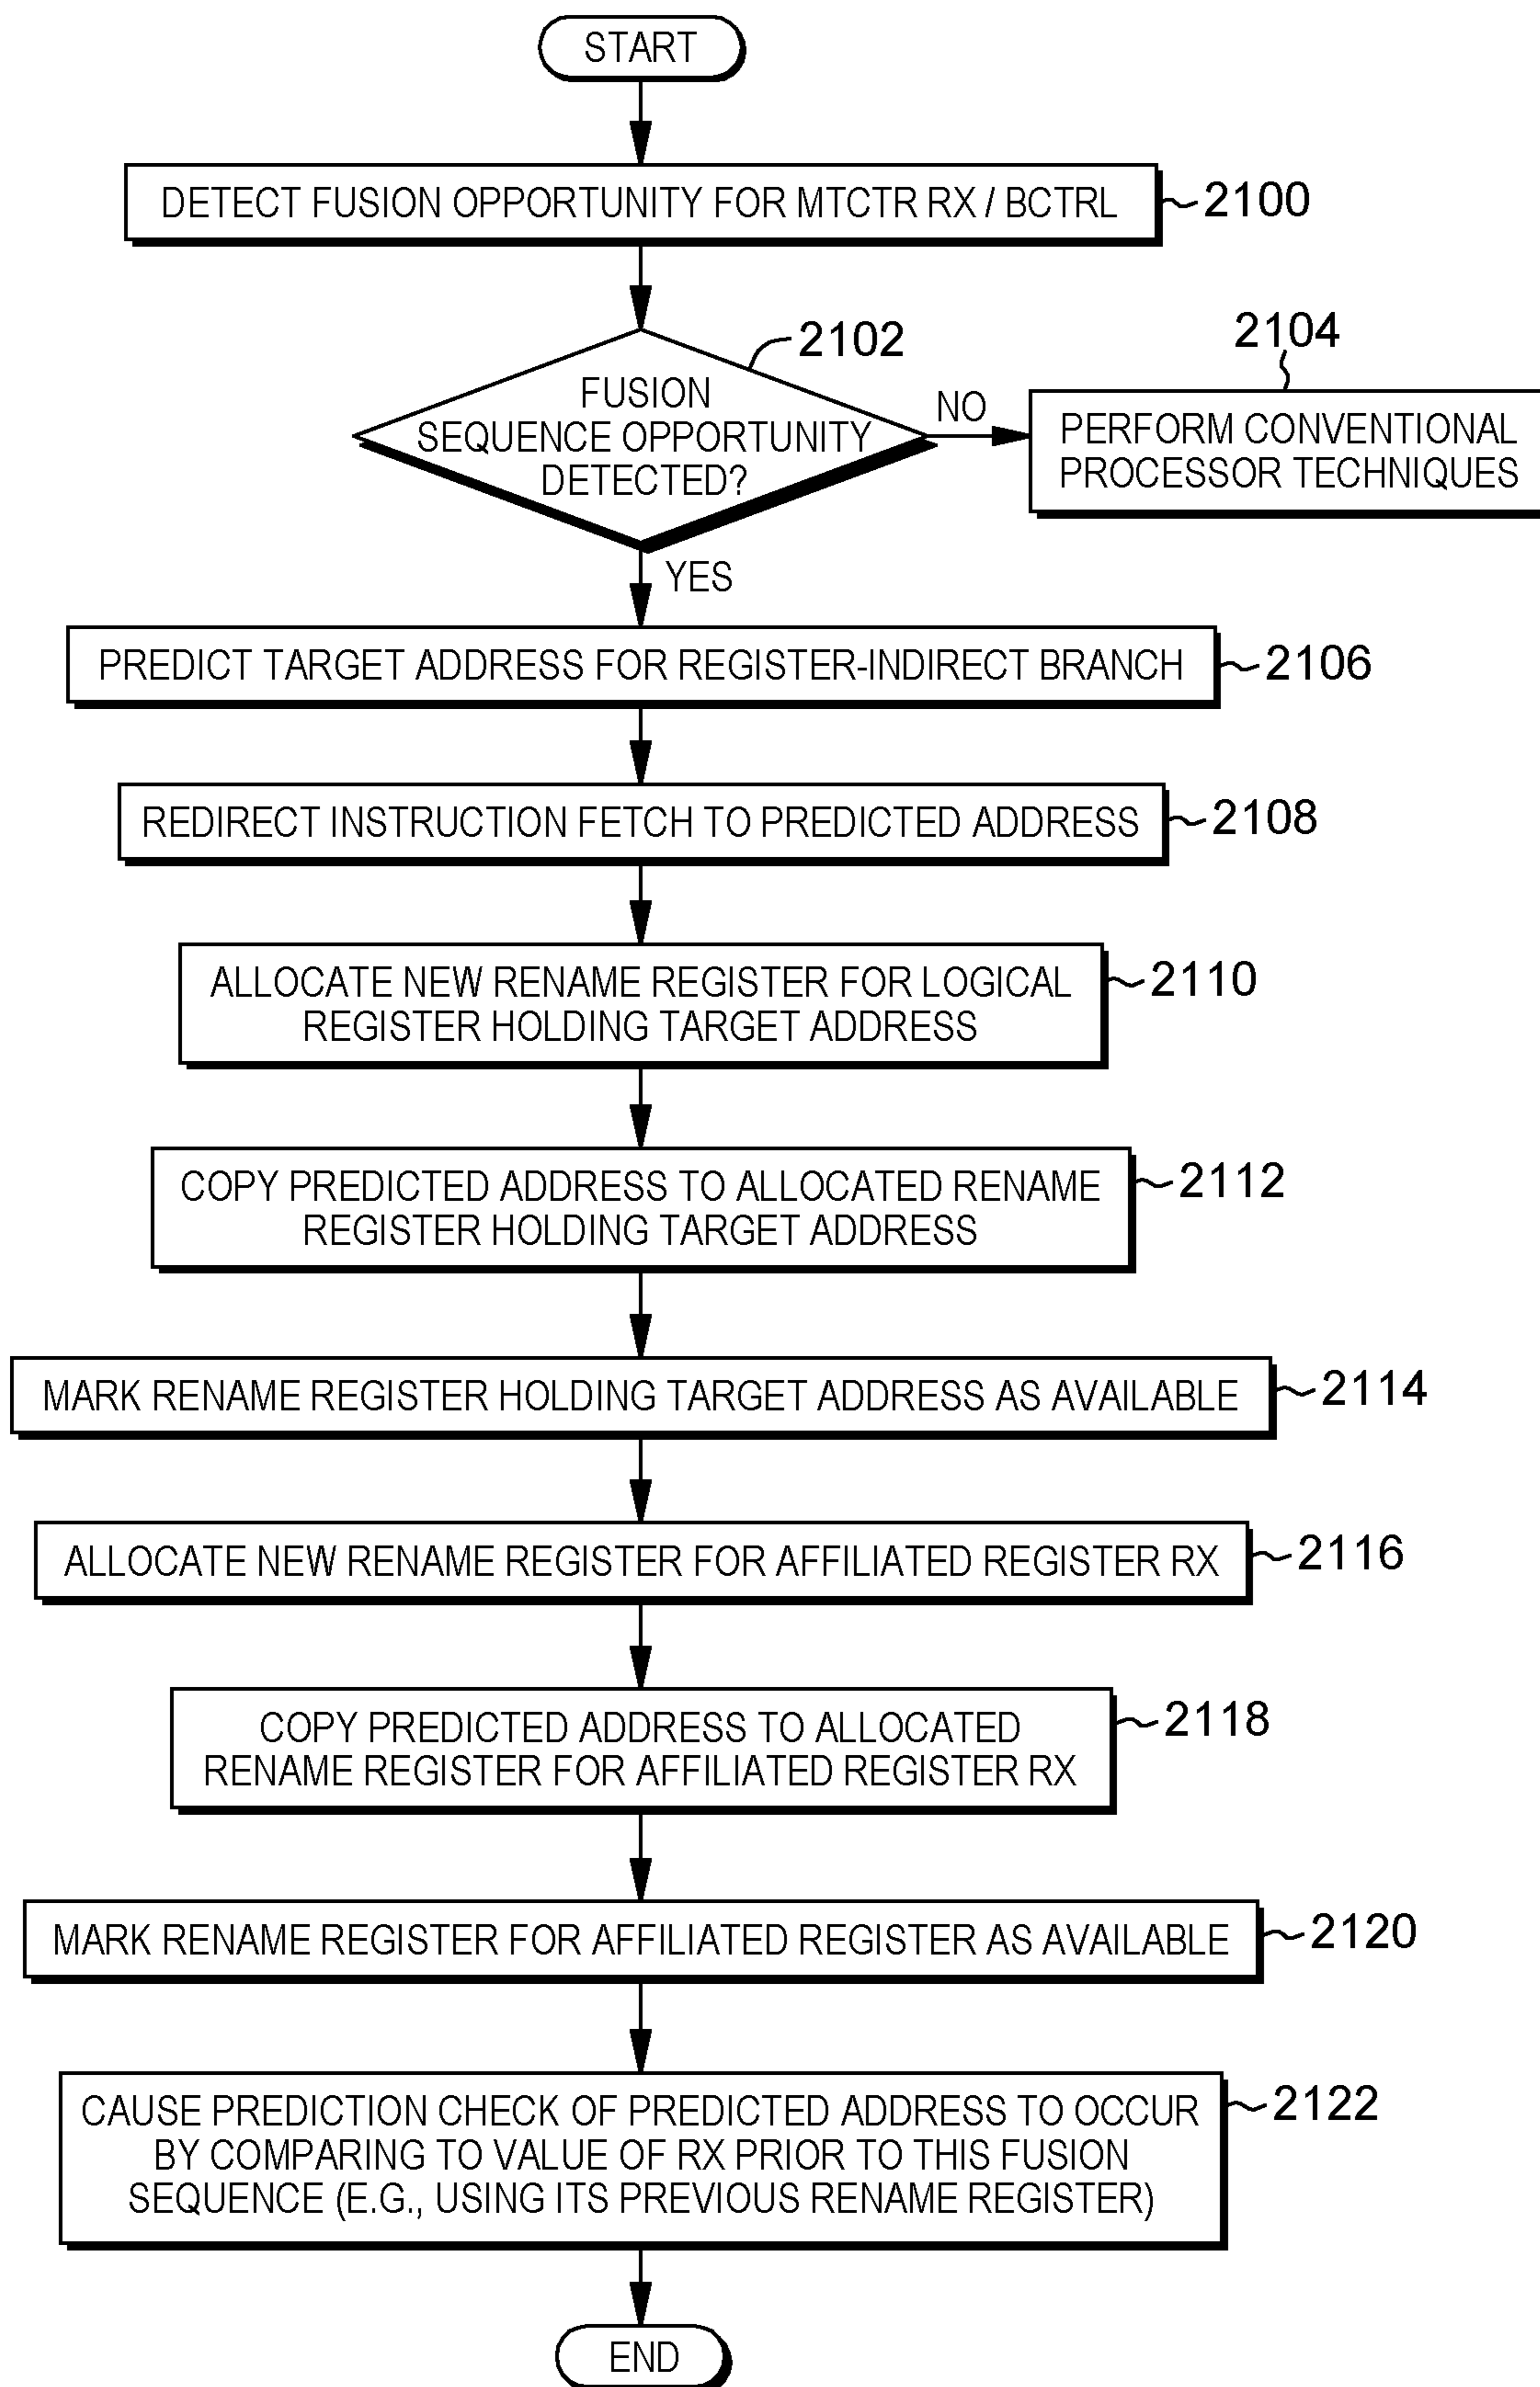 START
DETECT FUSION OPPORTUNITY FOR MTCTR RX / BCTRL
2100
2102
FUSION
SEQUENCE OPPORTUNITY
DETECTED?
NO
2104
PERFORM CONVENTIONAL
PROCESSOR TECHNIQUES
YES
PREDICT TARGET ADDRESS FOR REGISTER-INDIRECT BRANCH
2106
REDIRECT INSTRUCTION FETCH TO PREDICTED ADDRESS
2108
ALLOCATE NEW RENAME REGISTER FOR LOGICAL
REGISTER HOLDING TARGET ADDRESS
2110
COPY PREDICTED ADDRESS TO ALLOCATED RENAME
REGISTER HOLDING TARGET ADDRESS
2112
MARK RENAME REGISTER HOLDING TARGET ADDRESS AS AVAILABLE
2114
ALLOCATE NEW RENAME REGISTER FOR AFFILIATED REGISTER RX
2116
COPY PREDICTED ADDRESS TO ALLOCATED
RENAME REGISTER FOR AFFILIATED REGISTER RX
2118
MARK RENAME REGISTER FOR AFFILIATED REGISTER AS AVAILABLE
2120
CAUSE PREDICTION CHECK OF PREDICTED ADDRESS TO OCCUR
BY COMPARING TO VALUE OF RX PRIOR TO THIS FUSION
SEQUENCE (E.G., USING ITS PREVIOUS RENAME REGISTER)
2122
END